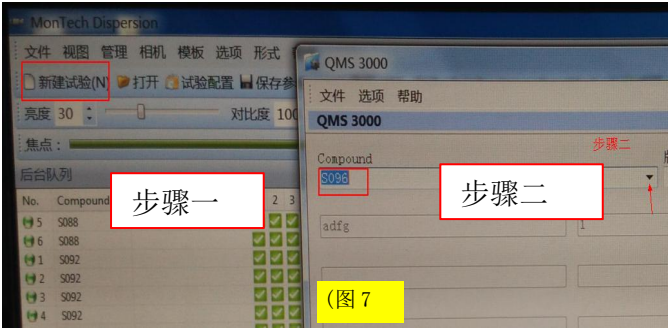 MonTech Dispersion
文件 视图 管理 相机 模板 选项 形式
新建试验(N) 打开 试验配置 保存参
亮度 30 对比度 100
焦点：
后台队列
No. Compound 2 3
5 S088
6 S088
1 S092
2 S092
3 S092
4 S092
步骤一
QMS 3000
文件 选项 帮助
QMS 3000
步骤二
Compound
S096
步骤二
adfg 1
(图 7